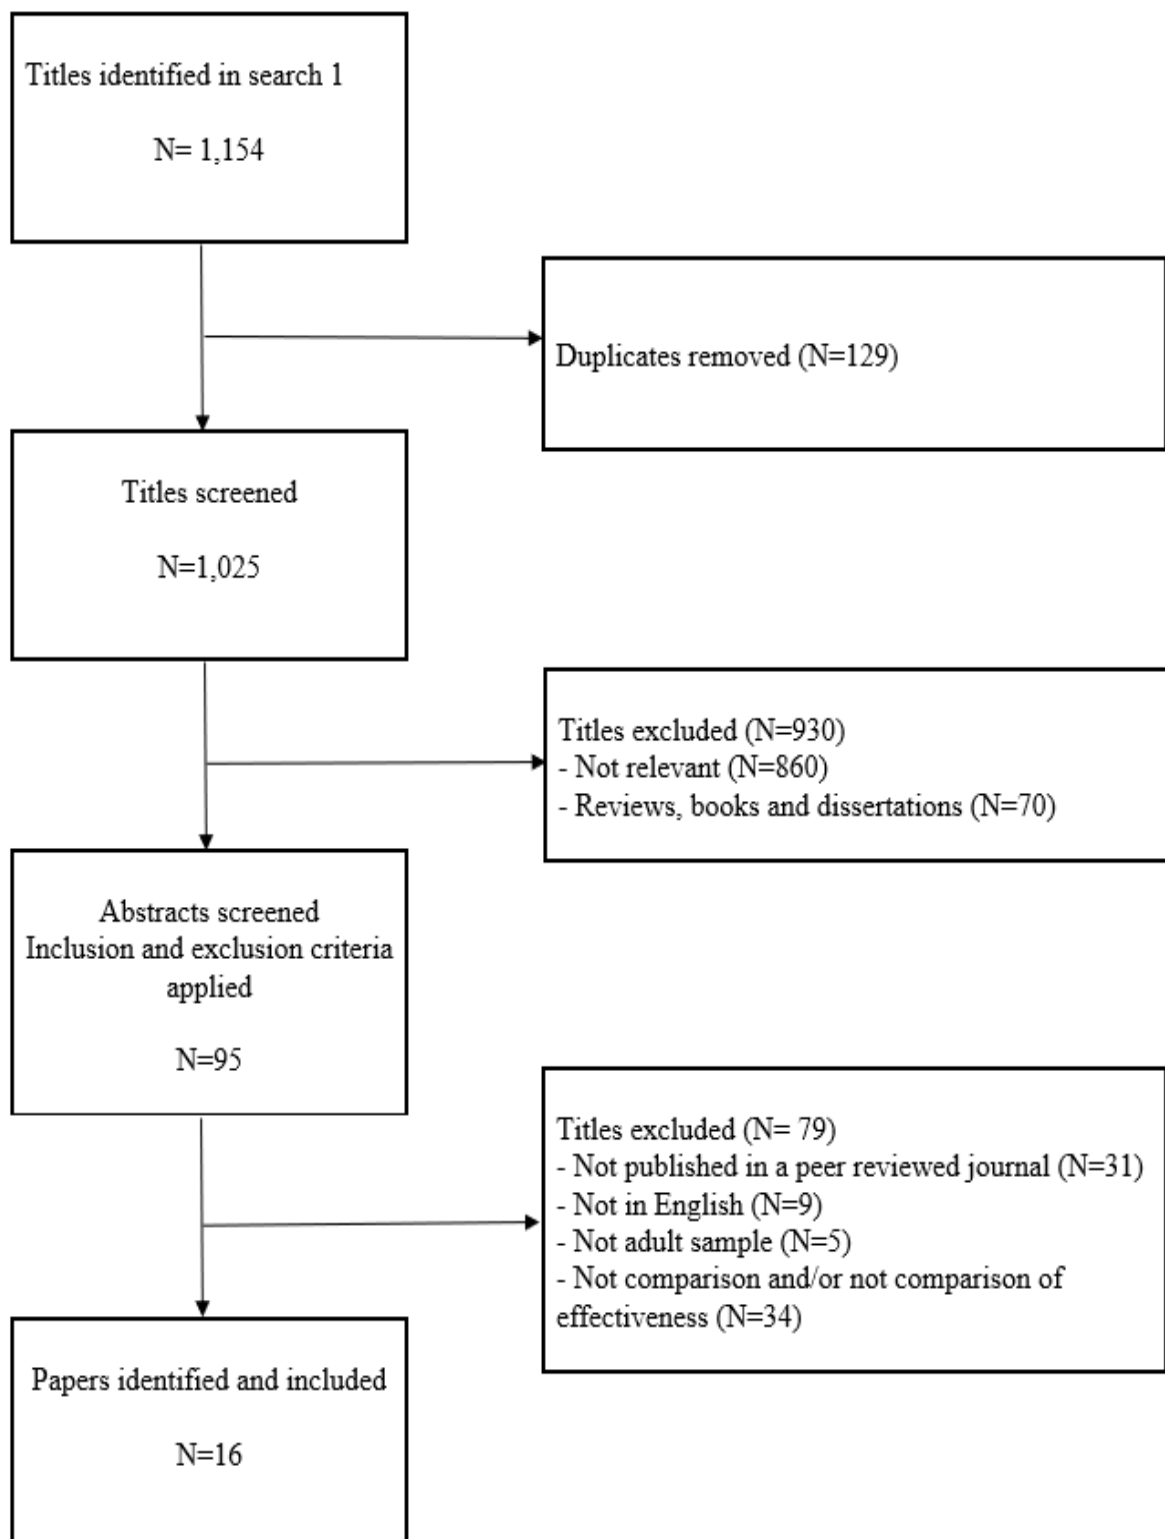 Titles identified in search 1
N= 1,154
Duplicates removed (N=129)
Titles screened
N=1,025
Titles excluded (N=930)
- Not relevant (N=860)
- Reviews, books and dissertations (N=70)
Abstracts screened
Inclusion and exclusion criteria
applied
N=95
Titles excluded (N= 79)
- Not published in a peer reviewed journal (N=31)
- Not in English (N=9)
- Not adult sample (N=5)
- Not comparison and/or not comparison of
effectiveness (N=34)
Papers identified and included
N=16